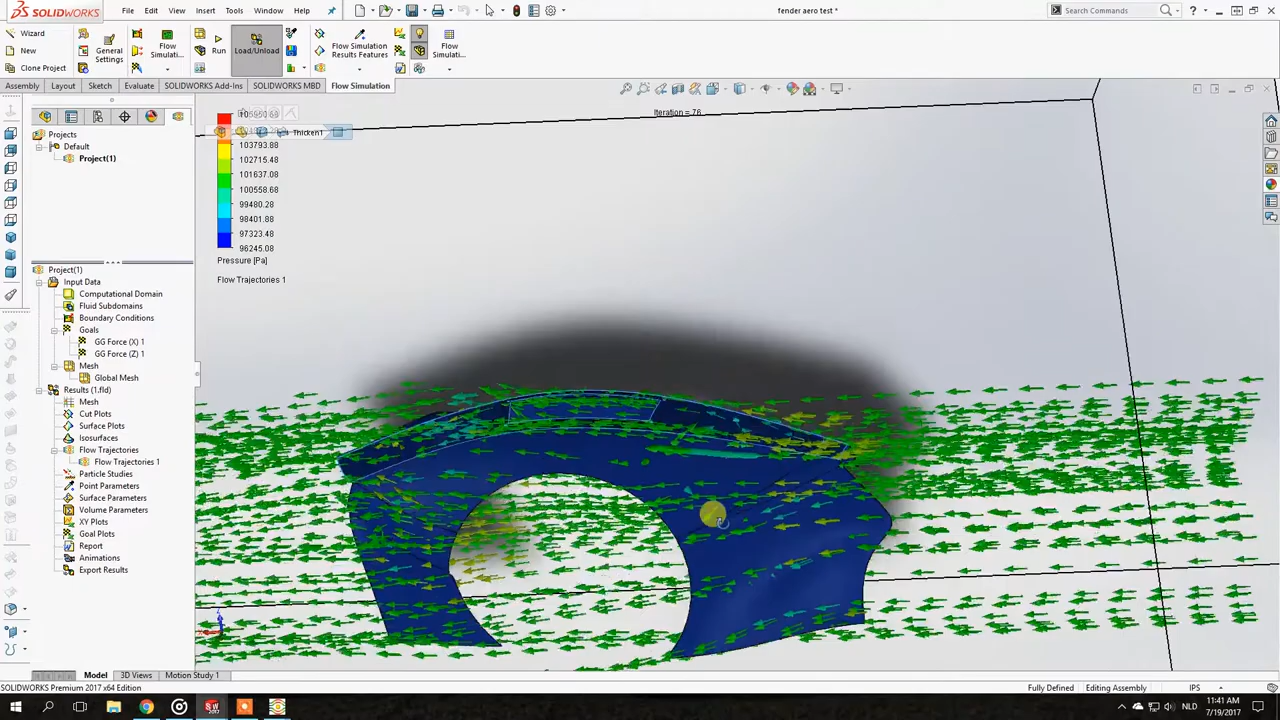 SOLIDWORKS
File
Edit
View
Insert
Tools
Window
Help
fender aero test *
Search Commands
Wizard
New
Clone Project
General
Settings
Flow
Simulati...
Run
Load/Unload
Flow Simulation
Results Features
Flow
Simulati...
Assembly
Layout
Sketch
Evaluate
SOLIDWORKS Add-Ins
SOLIDWORKS MBD
Flow Simulation
Projects
Default
Project(1)
Iteration = 76
Thicken1
103793.88
102715.48
101637.08
100558.68
99480.28
98401.88
97323.48
96245.08
Pressure [Pa]
Flow Trajectories 1
Project(1)
Input Data
Computational Domain
Fluid Subdomains
Boundary Conditions
Goals
GG Force (X) 1
GG Force (Z) 1
Mesh
Global Mesh
Results (1.fld)
Mesh
Cut Plots
Surface Plots
Isosurfaces
Flow Trajectories
Flow Trajectories 1
Particle Studies
Point Parameters
Surface Parameters
Volume Parameters
XY Plots
Goal Plots
Report
Animations
Export Results
Model
3D Views
Motion Study 1
SOLIDWORKS Premium 2017 x64 Edition
Fully Defined
Editing Assembly
IPS
NLD
11:41 AM
7/19/2017